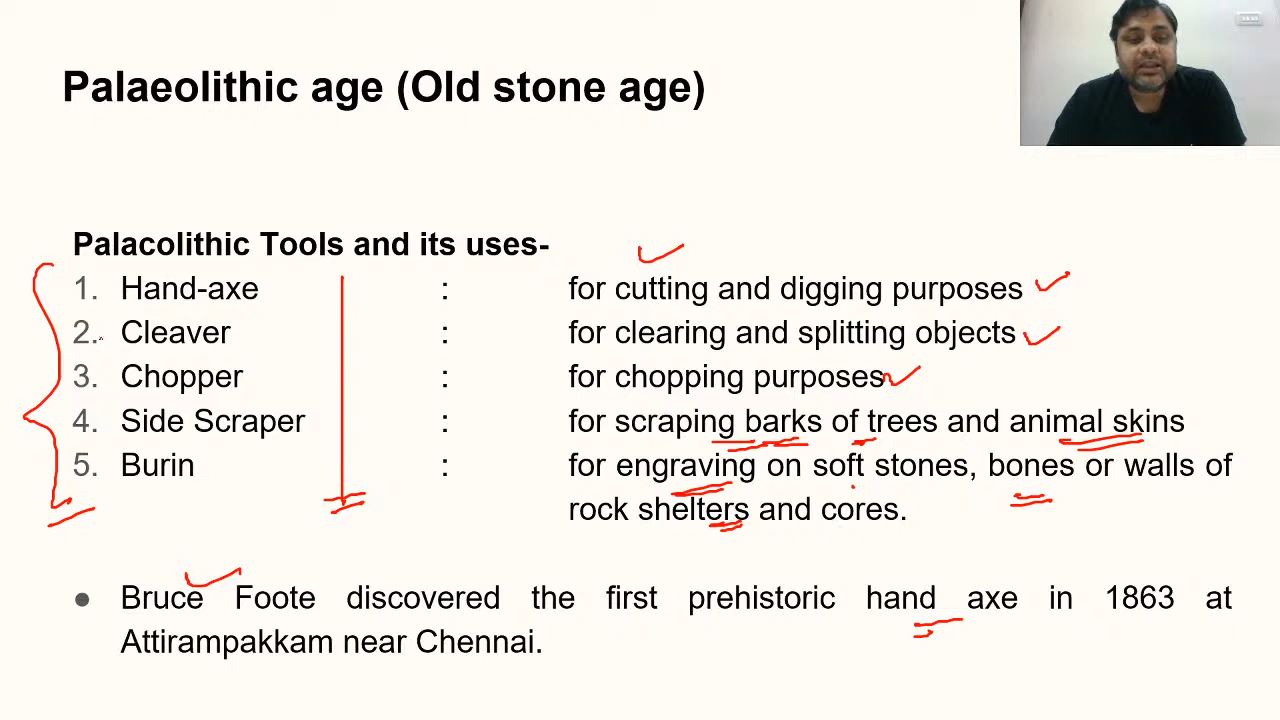 Palaeolithic age (Old stone age)
Palacolithic Tools and its uses-
1. Hand-axe : for cutting and digging purposes
2. Cleaver : for clearing and splitting objects
3. Chopper : for chopping purposes
4. Side Scraper : for scraping barks of trees and animal skins
5. Burin : for engraving on soft stones, bones or walls of
rock shelters and cores.
● Bruce Foote discovered the first prehistoric hand axe in 1863 at
Attirampakkam near Chennai.